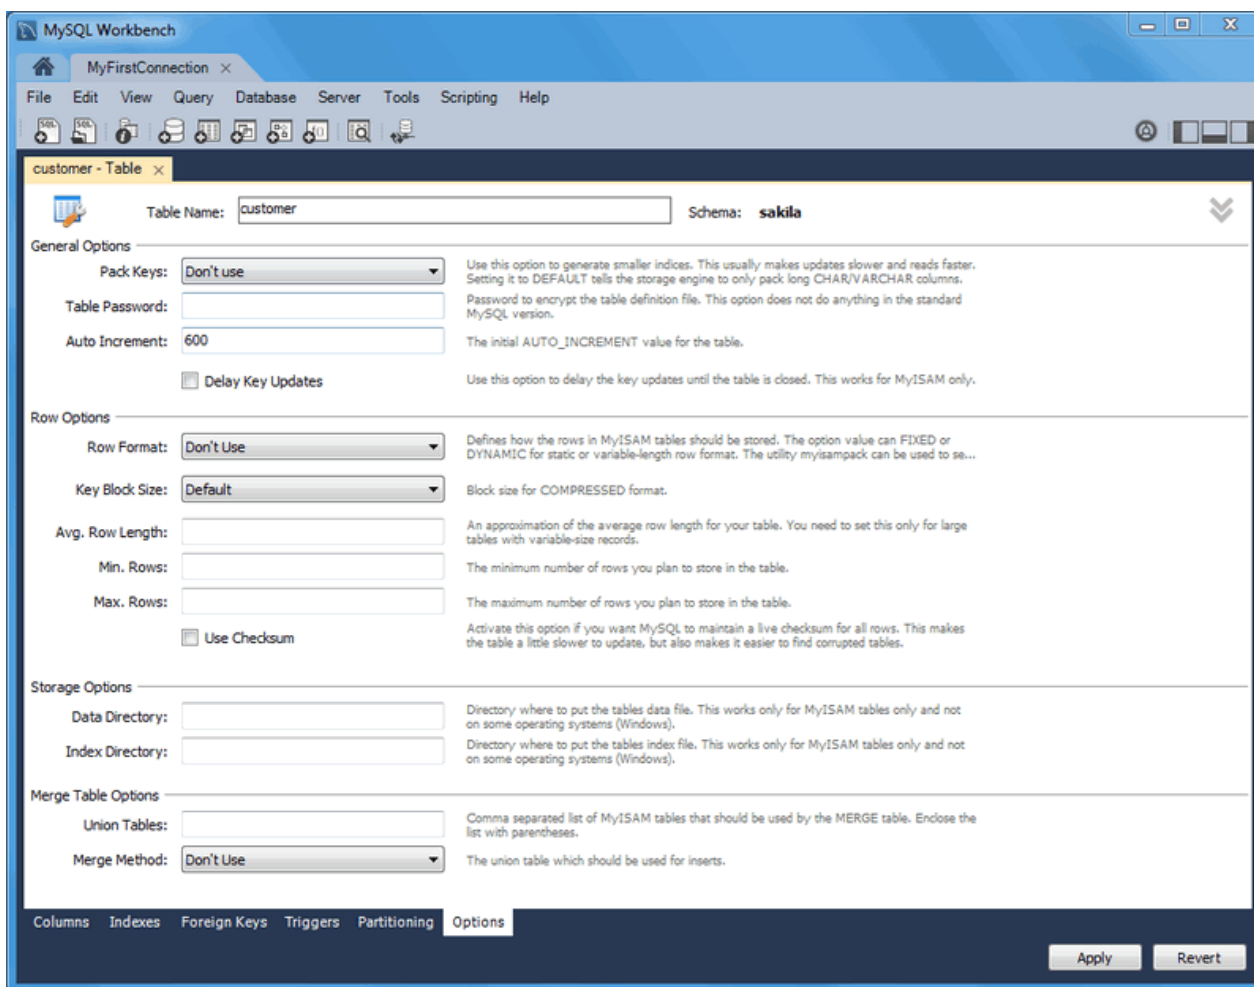 MySQL Workbench
MyFirstConnection
File Edit View Query Database Server Tools Scripting Help
SQL SQL
customer - Table
Table Name: customer Schema: sakila
General Options
Pack Keys: Don't use
Use this option to generate smaller indices. This usually makes updates slower and reads faster.
Setting it to DEFAULT tells the storage engine to only pack long CHAR/VARCHAR columns.
Table Password:
Password to encrypt the table definition file. This option does not do anything in the standard
MySQL version.
Auto Increment: 600 The initial AUTO_INCREMENT value for the table.
Delay Key Updates Use this option to delay the key updates until the table is closed. This works for MyISAM only.
Row Options
Row Format: Don't Use
Defines how the rows in MyISAM tables should be stored. The option value can FIXED or
DYNAMIC for static or variable-length row format. The utility myisampack can be used to se...
Key Block Size: Default Block size for COMPRESSED format.
Avg. Row Length:
An approximation of the average row length for your table. You need to set this only for large
tables with variable-size records.
Min. Rows: The minimum number of rows you plan to store in the table.
Max. Rows: The maximum number of rows you plan to store in the table.
Use Checksum
Activate this option if you want MySQL to maintain a live checksum for all rows. This makes
the table a little slower to update, but also makes it easier to find corrupted tables.
Storage Options
Data Directory:
Directory where to put the tables data file. This works only for MyISAM tables only and not
on some operating systems (Windows).
Index Directory:
Directory where to put the tables index file. This works only for MyISAM tables only and not
on some operating systems (Windows).
Merge Table Options
Union Tables:
Comma separated list of MyISAM tables that should be used by the MERGE table. Enclose the
list with parentheses.
Merge Method: Don't Use The union table which should be used for inserts.
Columns Indexes Foreign Keys Triggers Partitioning Options
Apply Revert